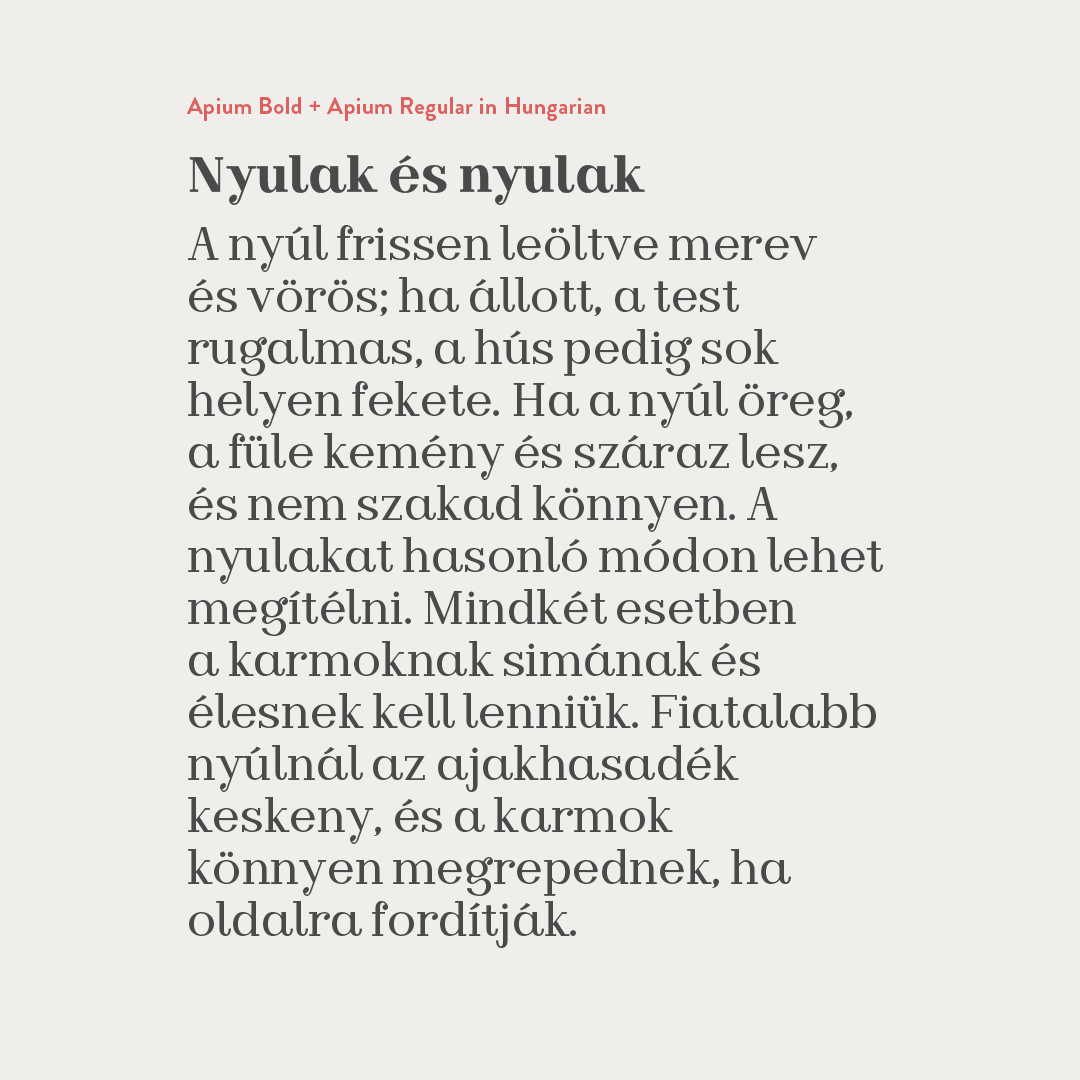 Apium Bold + Apium Regular in Hungarian
Nyulak és nyulak
A nyúl frissen leöltve merev
és vörös; ha állott, a test
rugalmas, a hús pedig sok
helyen fekete. Ha a nyúl öreg,
a füle kemény és száraz lesz,
és nem szakad könnyen. A
nyulakat hasonló módon lehet
megítélni. Mindkét esetben
a karmoknak simának és
élesnek kell lenniük. Fiatalabb
nyúlnál az ajakhasadék
keskeny, és a karmok
könnyen megrepednek, ha
oldalra fordítják.